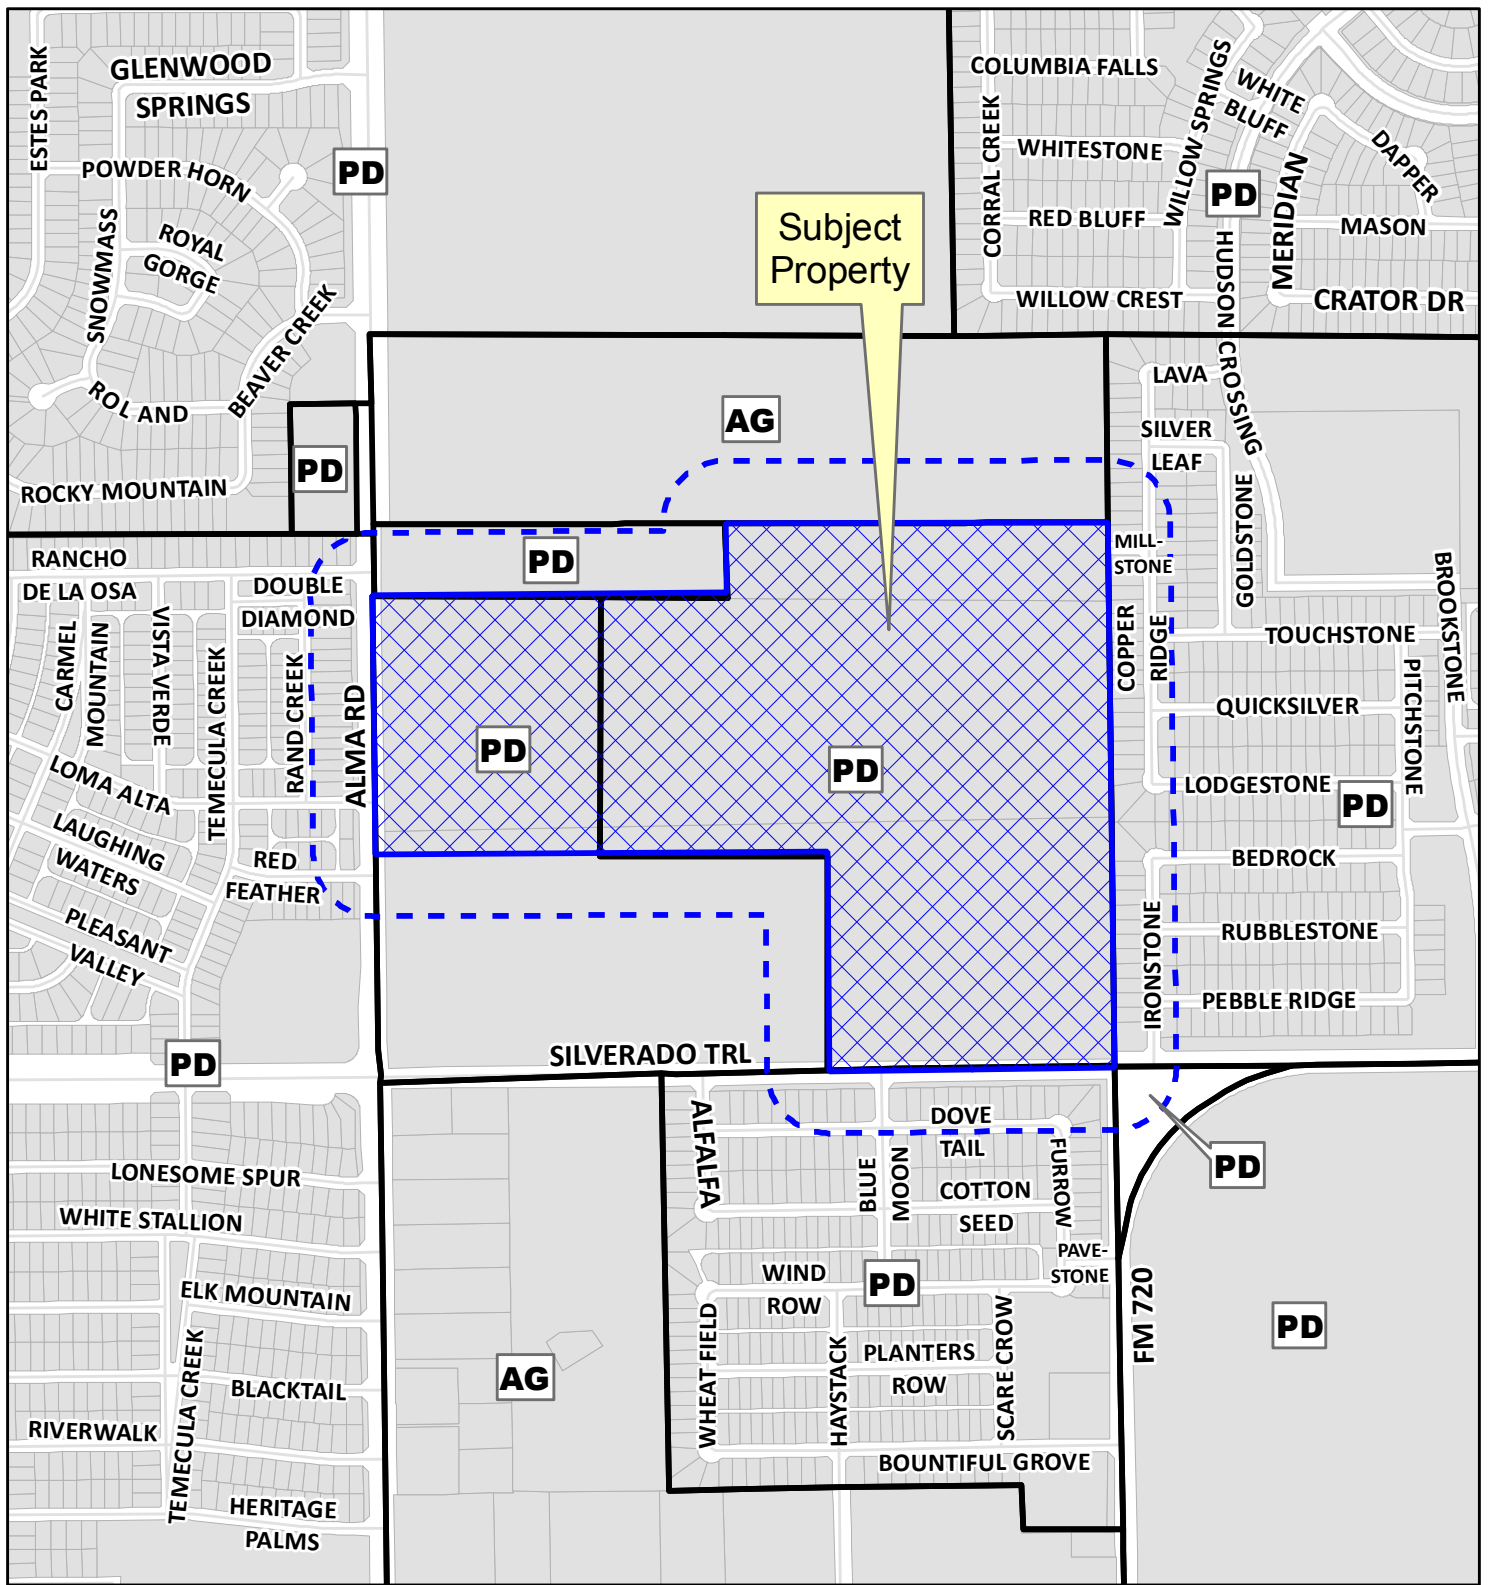 ESTES PARK
GLENWOOD
SPRINGS
POWDER HORN
PD
SNOWMASS
ROYAL
GORGE
BEAVER CREEK
ROLAND
ROCKY MOUNTAIN
PD
COLUMBIA FALLS
CORRAL CREEK
WHITESTONE
WILLOW SPRINGS
WHITE
BLUFF
DAPPER
PD
MERIDIAN
RED BLUFF
MASON
WILLOW CREST
CRATOR DR
HUDSON CROSSING
Subject
Property
AG
LAVA
SILVER
LEAF
GOLDSTONE
MILL-
STONE
BROOKSTONE
COPPER
RIDGE
TOUCHSTONE
QUICKSILVER
PITCHSTONE
LODGESTONE
PD
BEDROCK
IRONSTONE
RUBBLESTONE
PEBBLE RIDGE
RANCHO
DE LA OSA
DOUBLE
DIAMOND
CARMEL
MOUNTAIN
VISTA VERDE
TEMECULA CREEK
RAND CREEK
ALMA RD
LOMA ALTA
LAUGHING
WATERS
RED
FEATHER
PLEASANT
VALLEY
PD
PD
PD
PD
SILVERADO TRL
LONESOME SPUR
WHITE STALLION
ELK MOUNTAIN
TEMECULA CREEK
BLACKTAIL
RIVERWALK
HERITAGE
PALMS
AG
ALFALFA
DOVE
TAIL
BLUE
MOON
COTTON
SEED
FURROW
PAVE-
STONE
WIND
ROW
PD
WHEAT FIELD
HAYSTACK
PLANTERS
ROW
SCARE CROW
BOUNTIFUL GROVE
FM 720
PD
PD